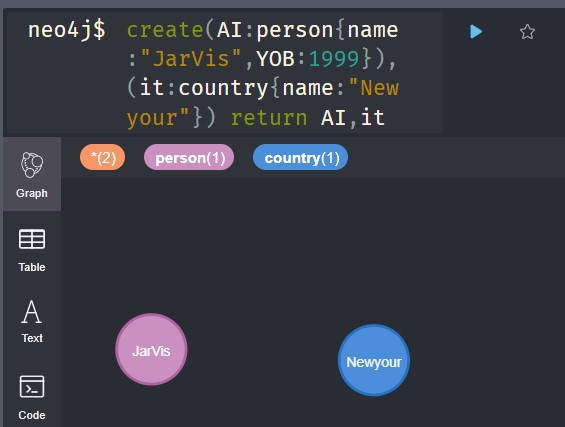 neo4j$ create(AI:person{name
:"JarVis",YOB:1999}),
(it:country{name:"New
your"}) return AI,it
*(2) person(1) country(1)
Graph
Table
Text
Code
JarVis
Newyour